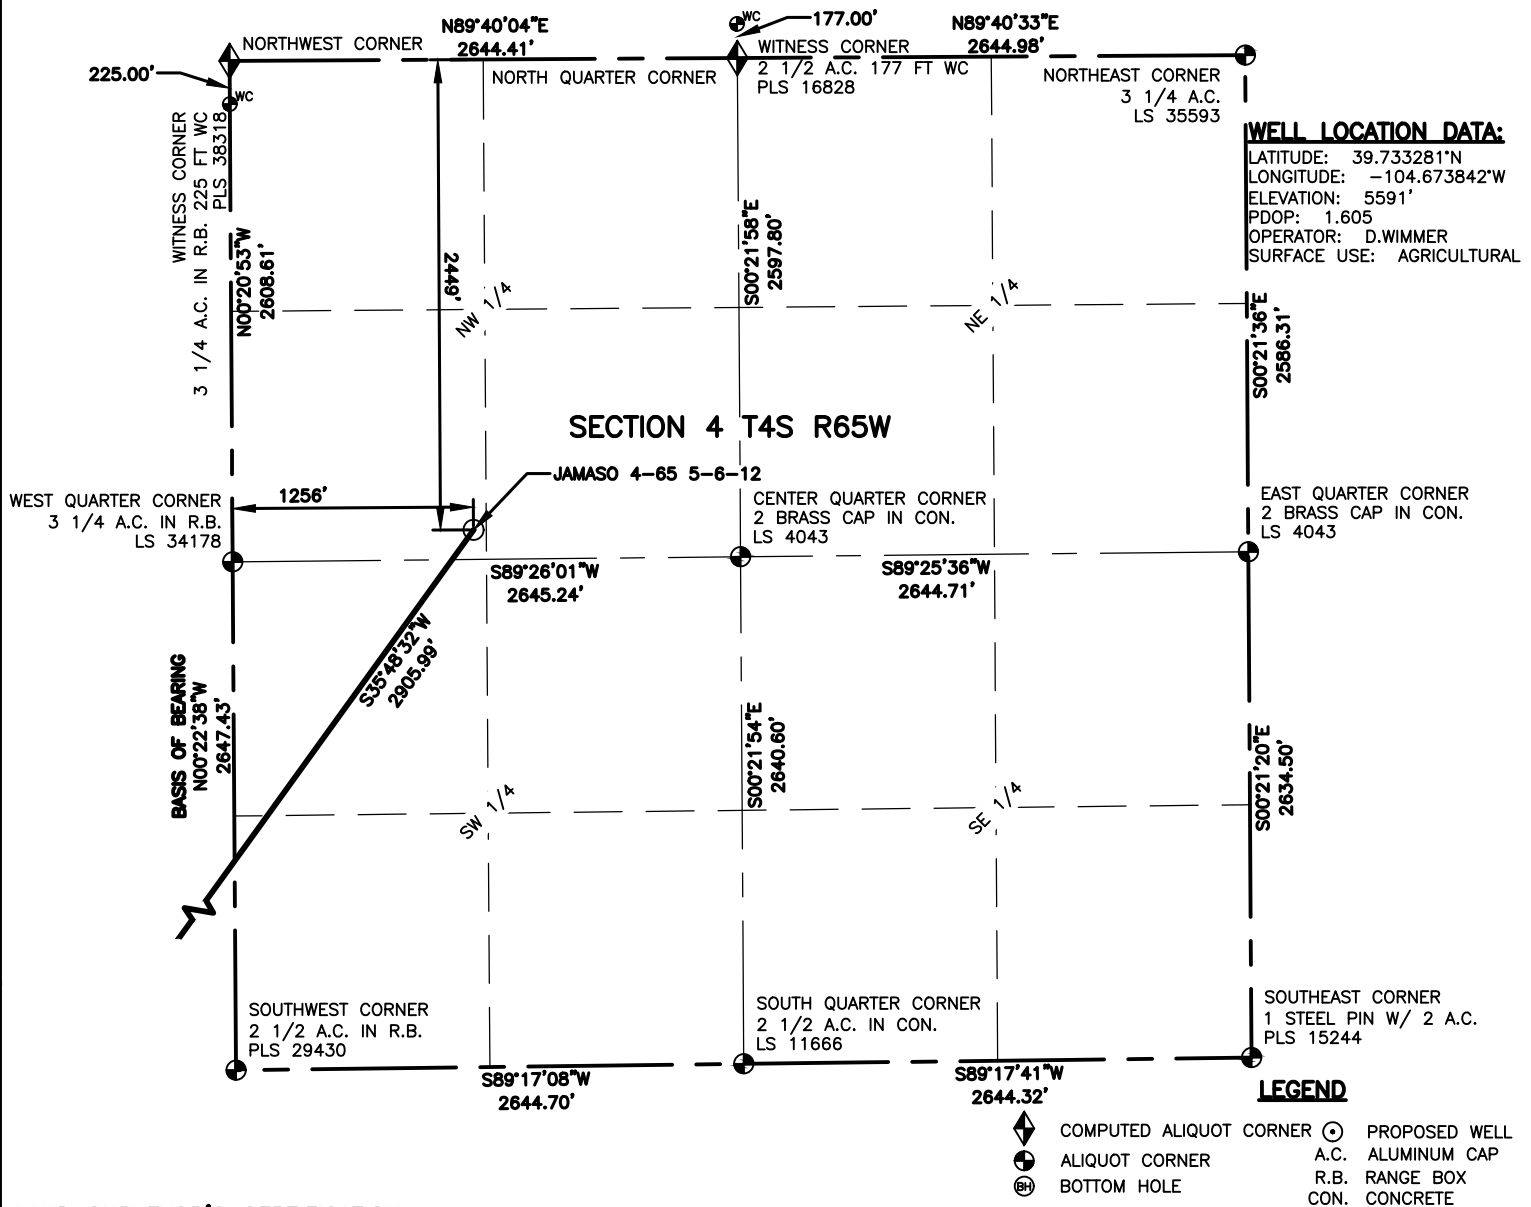 N89°40'04"E
2644.41'
WC
177.00'
N89°40'33"E
2644.98'
NORTHWEST CORNER
NORTH QUARTER CORNER
WITNESS CORNER
2 1/2 A.C. 177 FT WC
PLS 16828
NORTHEAST CORNER
3 1/4 A.C.
LS 35593
225.00'
WC
WITNESS CORNER
3 1/4 A.C. IN R.B. 225 FT WC
PLS 38318
WELL LOCATION DATA:
LATITUDE: 39.733281°N
LONGITUDE: -104.673842°W
ELEVATION: 5591'
PDOP: 1.605
OPERATOR: D.WIMMER
SURFACE USE: AGRICULTURAL
N00°20'53"W
2608.61'
2449'
NW 1/4
S00°21'58"E
2597.80'
NE 1/4
S00°21'36"E
2586.31'
SECTION 4 T4S R65W
JAMASO 4-65 5-6-12
WEST QUARTER CORNER
3 1/4 A.C. IN R.B.
LS 34178
1256'
CENTER QUARTER CORNER
2 BRASS CAP IN CON.
LS 4043
EAST QUARTER CORNER
2 BRASS CAP IN CON.
LS 4043
S89°26'01"W
2645.24'
S89°25'36"W
2644.71'
S35°48'32"W
2905.99'
BASIS OF BEARING
N00°22'38"W
2647.43'
SW 1/4
S00°21'54"E
2640.60'
SE 1/4
S00°21'20"E
2634.50'
SOUTHWEST CORNER
2 1/2 A.C. IN R.B.
PLS 29430
SOUTH QUARTER CORNER
2 1/2 A.C. IN CON.
LS 11666
SOUTHEAST CORNER
1 STEEL PIN W/ 2 A.C.
PLS 15244
S89°17'08"W
2644.70'
S89°17'41"W
2644.32'
LEGEND
COMPUTED ALIQUOT CORNER
ALIQUOT CORNER
BH BOTTOM HOLE
PROPOSED WELL
A.C. ALUMINUM CAP
R.B. RANGE BOX
CON. CONCRETE